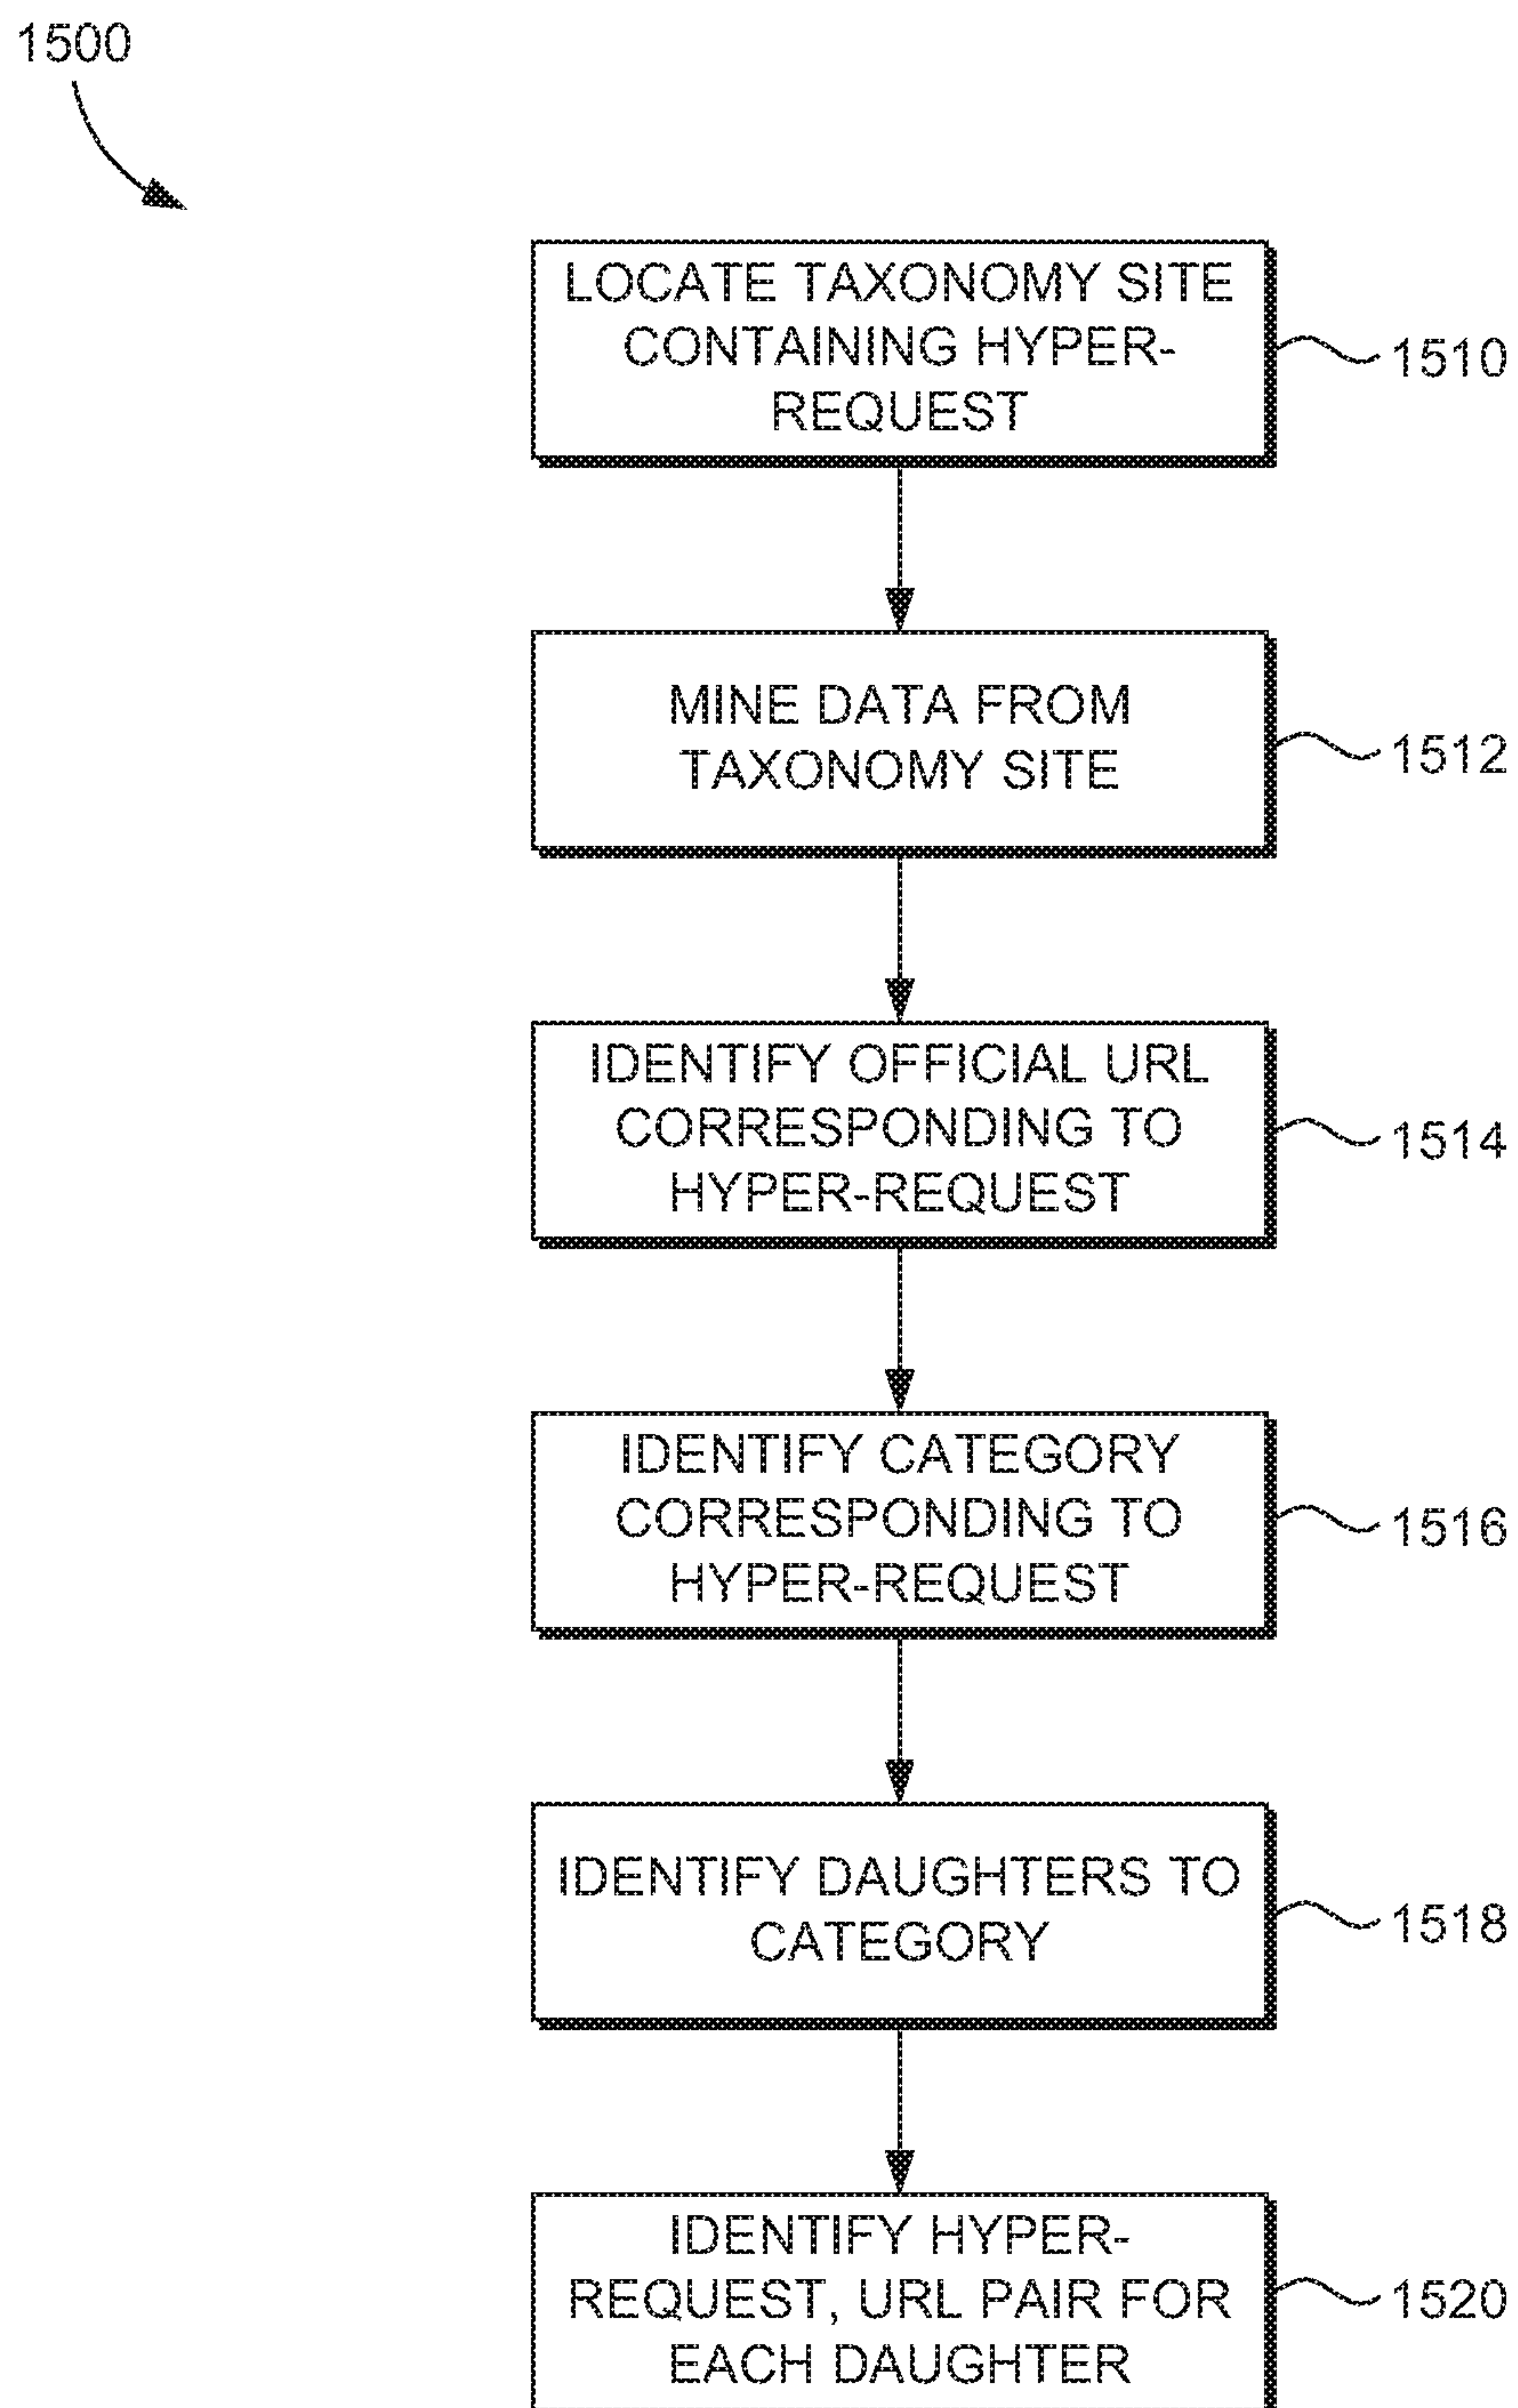 1500
LOCATE TAXONOMY SITE
CONTAINING HYPER-
REQUEST
1510
MINE DATA FROM
TAXONOMY SITE
1512
IDENTIFY OFFICIAL URL
CORRESPONDING TO
HYPER-REQUEST
1514
IDENTIFY CATEGORY
CORRESPONDING TO
HYPER-REQUEST
1516
IDENTIFY DAUGHTERS TO
CATEGORY
1518
IDENTIFY HYPER-
REQUEST, URL PAIR FOR
EACH DAUGHTER
1520